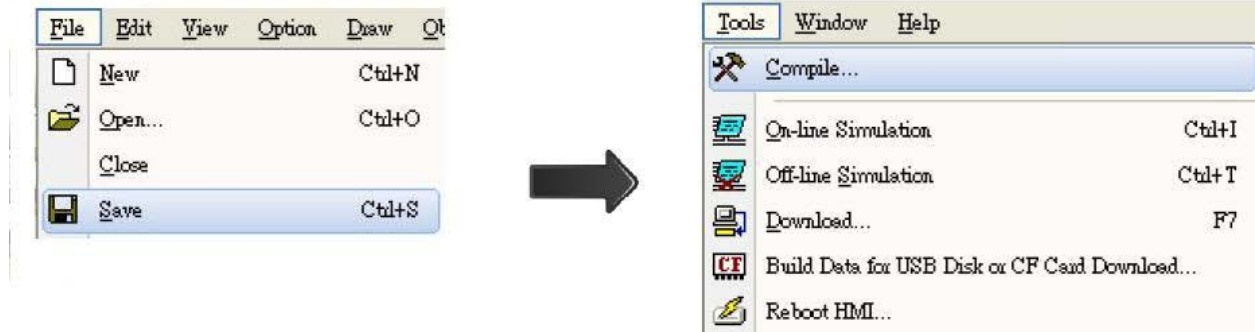 File Edit View Option Draw
New Ctrl+N
Open... Ctrl+O
Close
Save Ctrl+S
Tools Window Help
Compile...
On-line Simulation Ctrl+I
Off-line Simulation Ctrl+T
Download... F7
CF Build Data for USB Disk or CF Card Download...
Reboot HMI...